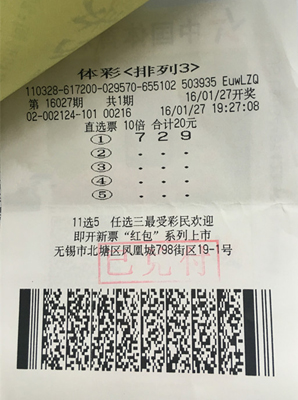 体彩<排列3>
110328-617200-029570-655102 503935 EuwLZQ
第 16027期 共1期 16/01/27开奖
02-002124-101 00216 16/01/27 19:27:08
直选票 10倍 合计20元
① 7 2 9
② - - -
③ - - -
④ - - -
⑤ - - -
11选5 任选三最受彩民欢迎
即开新票“红包”系列上市
无锡市北塘区凤凰城798街区19-1号
已兑付